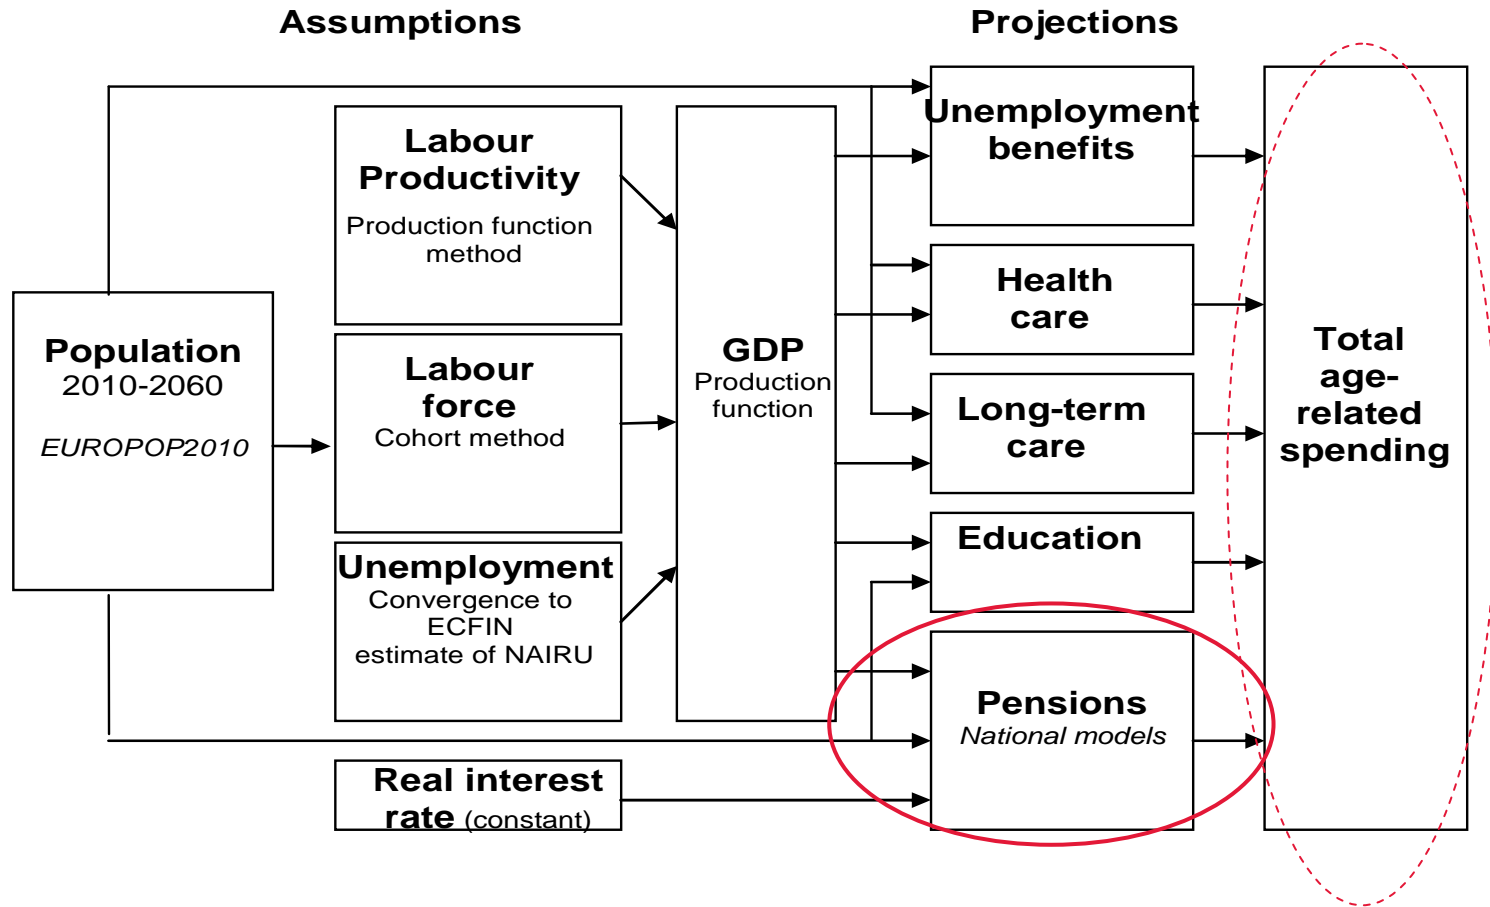 Assumptions
Projections
Population
2010-2060
EUROPOP2010
Labour
Productivity
Production function
method
Labour
force
Cohort method
Unemployment
Convergence to
ECFIN
estimate of NAIRU
Real interest
rate (constant)
GDP
Production
function
Unemployment
benefits
Health
care
Long-term
care
Education
Pensions
National models
Total
age-
related
spending